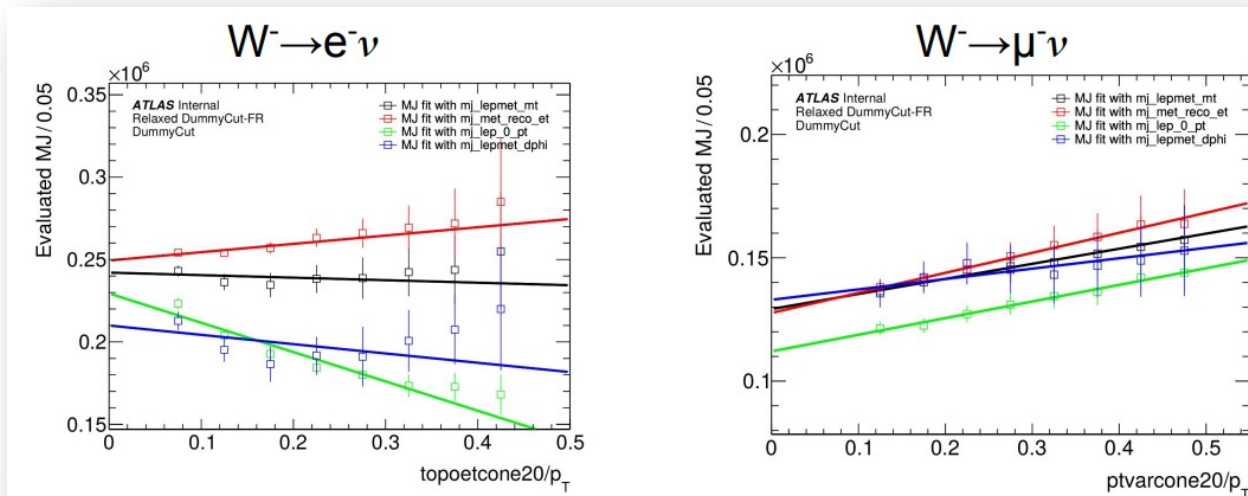 W⁻→e⁻ν
×10⁶
Evaluated MJ / 0.05
0.35
0.3
0.25
0.2
0.15
ATLAS Internal
Relaxed DummyCut-FR
DummyCut
MJ fit with mj_lepmet_mt
MJ fit with mj_met_reco_et
MJ fit with mj_lep_0_pt
MJ fit with mj_lepmet_dphi
0 0.1 0.2 0.3 0.4 0.5
topoetcone20/p_T
W⁻→μ⁻ν
×10⁶
Evaluated MJ / 0.05
0.2
0.15
0.1
ATLAS Internal
Relaxed DummyCut-FR
DummyCut
MJ fit with mj_lepmet_mt
MJ fit with mj_met_reco_et
MJ fit with mj_lep_0_pt
MJ fit with mj_lepmet_dphi
0 0.1 0.2 0.3 0.4 0.5
ptvarcone20/p_T